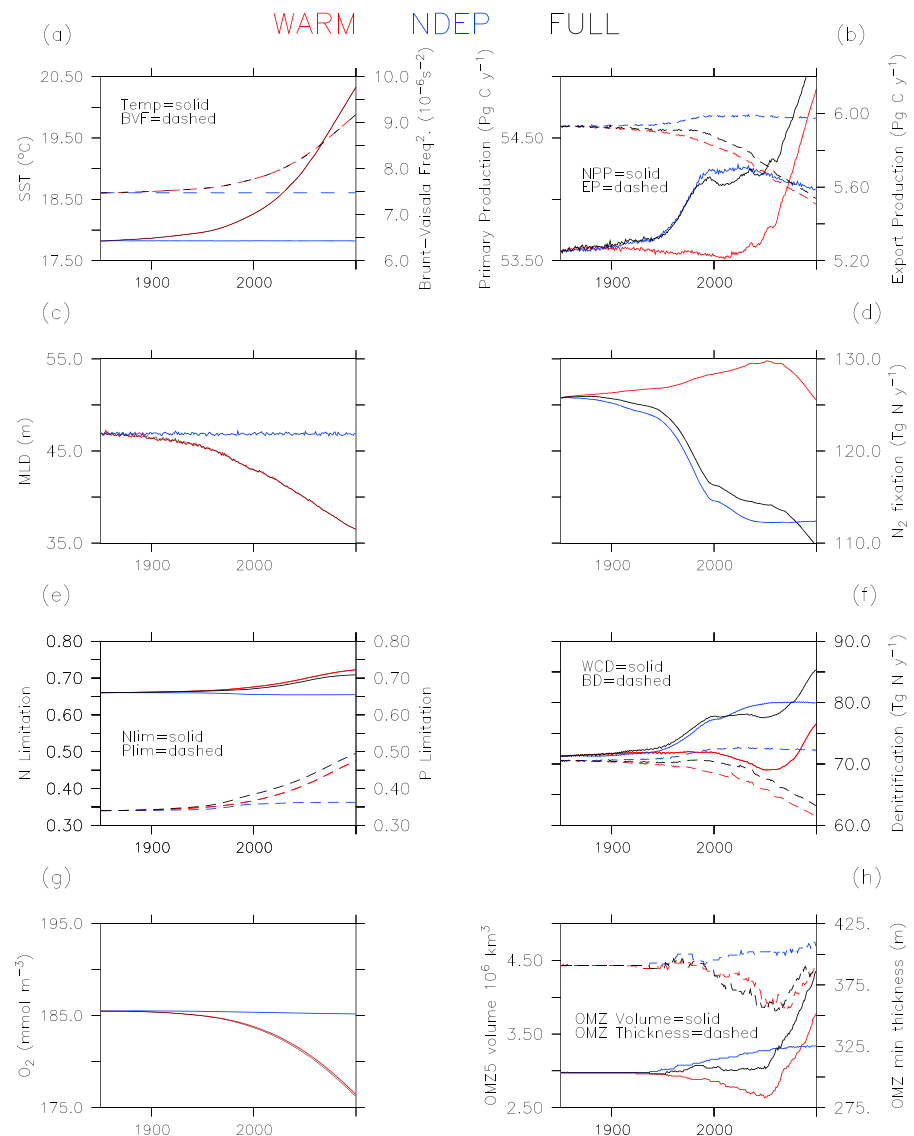 WARM NDEP FULL
(a)
20.50
19.50
18.50
17.50
SST (°C)
Temp=solid
BVF=dashed
10.0
9.0
8.0
7.0
6.0
Brunt-Vaisala Freq². (10⁻⁶s⁻²)
1900 2000
(b)
54.50
53.50
Primary Production (Pg C y⁻¹)
NPP=solid
EP=dashed
6.00
5.60
5.20
Export Production (Pg C y⁻¹)
1900 2000
(c)
55.0
45.0
35.0
MLD (m)
1900 2000
(d)
130.0
120.0
110.0
N₂ fixation (Tg N y⁻¹)
1900 2000
(e)
0.80
0.70
0.60
0.50
0.40
0.30
N Limitation
Nlim=solid
Plim=dashed
0.80
0.70
0.60
0.50
0.40
0.30
P Limitation
1900 2000
(f)
WCD=solid
BD=dashed
90.0
80.0
70.0
60.0
Denitrification (Tg N y⁻¹)
1900 2000
(g)
195.0
185.0
175.0
O₂ (mmol m⁻³)
1900 2000
(h)
4.50
3.50
2.50
OMZ5 volume 10⁶ km³
OMZ Volume=solid
OMZ Thickness=dashed
425.
375.
325.
275.
OMZ min thickness (m)
1900 2000